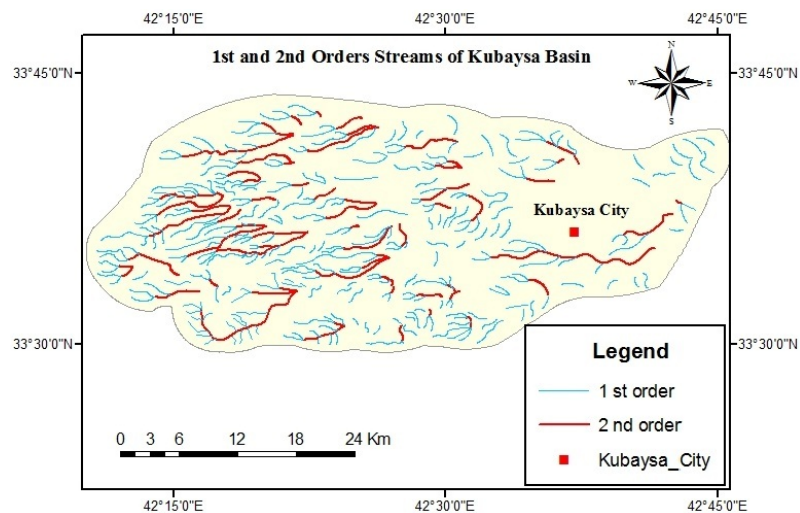 42°15'0"E 42°30'0"E 42°45'0"E
1st and 2nd Orders Streams of Kubaysa Basin
N
W E
S
33°45'0"N 33°45'0"N
Kubaysa City
33°30'0"N 33°30'0"N
Legend
1 st order
2 nd order
Kubaysa_City
0 3 6 12 18 24 Km
42°15'0"E 42°30'0"E 42°45'0"E